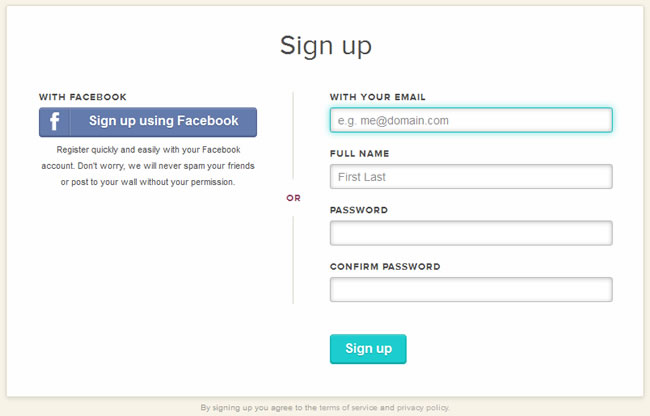 Sign up
WITH FACEBOOK
f Sign up using Facebook
Register quickly and easily with your Facebook
account. Don't worry, we will never spam your friends
or post to your wall without your permission.
OR
WITH YOUR EMAIL
e.g. me@domain.com
FULL NAME
First Last
PASSWORD
CONFIRM PASSWORD
Sign up
By signing up you agree to the terms of service and privacy policy.